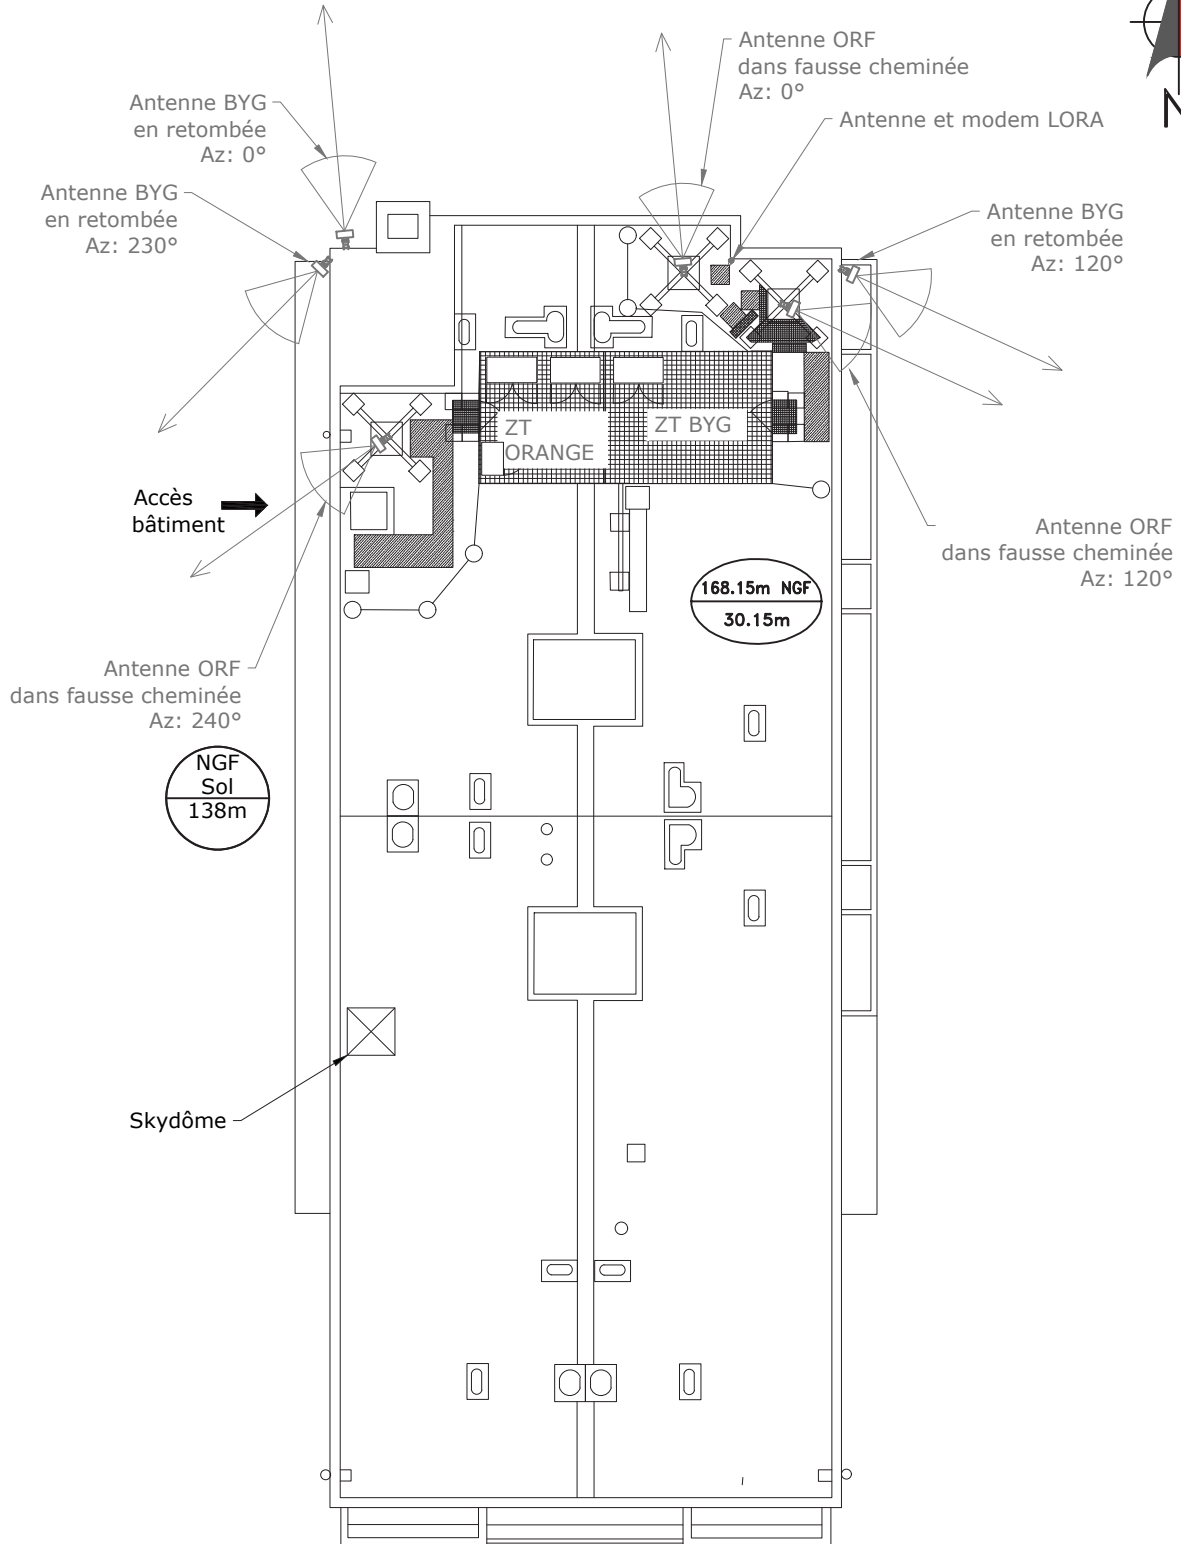 Antenne ORF
dans fausse cheminée
Az: 0°
Antenne BYG
en retombée
Az: 0°
Antenne et modem LORA
N
Antenne BYG
en retombée
Az: 230°
Antenne BYG
en retombée
Az: 120°
ZT
ORANGE
ZT BYG
Accès
bâtiment
Antenne ORF
dans fausse cheminée
Az: 120°
168.15m NGF
30.15m
Antenne ORF
dans fausse cheminée
Az: 240°
NGF
Sol
138m
Skydôme